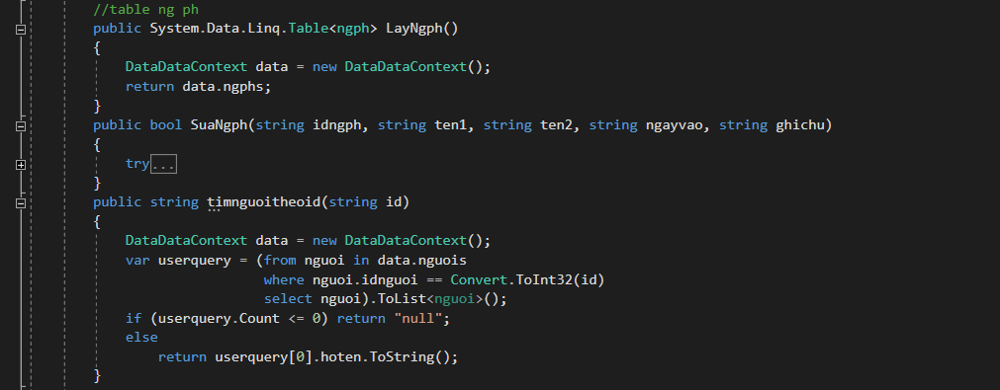 //table ng ph
public System.Data.Linq.Table<ngph> LayNgph()
{
DataDataContext data = new DataDataContext();
return data.ngphs;
}
public bool SuaNgph(string idngph, string ten1, string ten2, string ngayvao, string ghichu)
{
try...
}
public string timnguoitheoid(string id)
{
DataDataContext data = new DataDataContext();
var userquery = (from nguoi in data.nguois
where nguoi.idnguoi == Convert.ToInt32(id)
select nguoi).ToList<nguoi>();
if (userquery.Count <= 0) return "null";
else
return userquery[0].hoten.ToString();
}